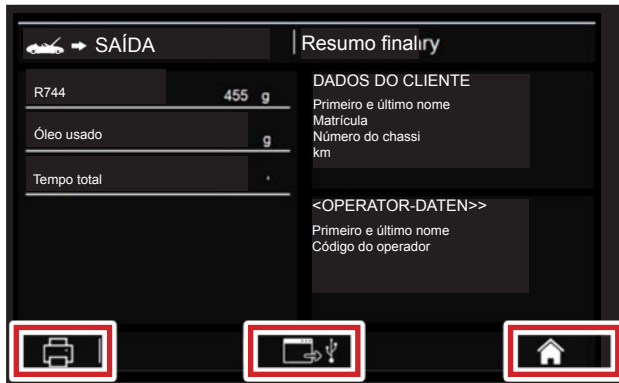 SAÍDA
Resumo finalry
R744 455 g
Óleo usado g
Tempo total '
DADOS DO CLIENTE
Primeiro e último nome
Matrícula
Número do chassi
km
<OPERATOR-DATEN>>
Primeiro e último nome
Código do operador